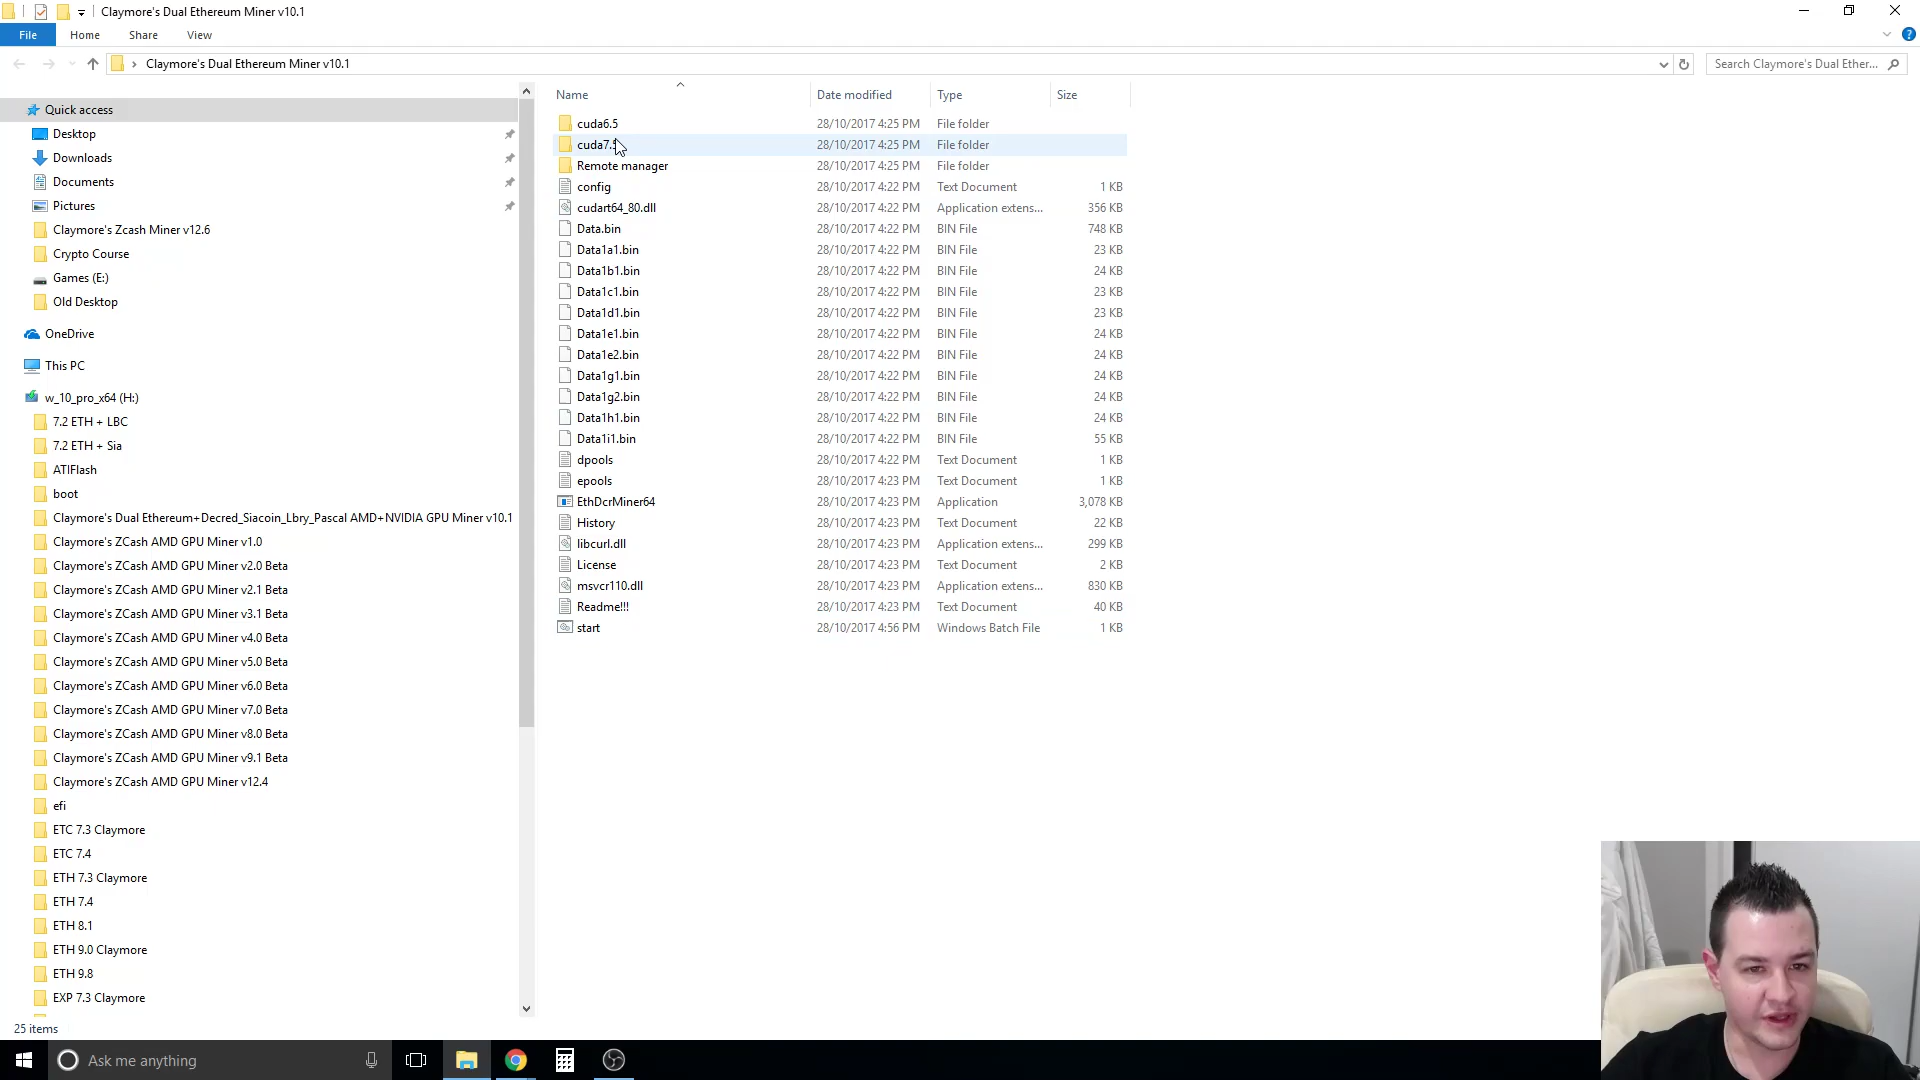 Claymore's Dual Ethereum Miner v10.1
File Home Share View
Claymore's Dual Ethereum Miner v10.1
Search Claymore's Dual Ether...
Quick access
Desktop
Downloads
Documents
Pictures
Claymore's Zcash Miner v12.6
Crypto Course
Games (E:)
Old Desktop
OneDrive
This PC
w_10_pro_x64 (H:)
7.2 ETH + LBC
7.2 ETH + Sia
ATIFlash
boot
Claymore's Dual Ethereum+Decred_Siacoin_Lbry_Pascal AMD+NVIDIA GPU Miner v10.1
Claymore's ZCash AMD GPU Miner v1.0
Claymore's ZCash AMD GPU Miner v2.0 Beta
Claymore's ZCash AMD GPU Miner v2.1 Beta
Claymore's ZCash AMD GPU Miner v3.1 Beta
Claymore's ZCash AMD GPU Miner v4.0 Beta
Claymore's ZCash AMD GPU Miner v5.0 Beta
Claymore's ZCash AMD GPU Miner v6.0 Beta
Claymore's ZCash AMD GPU Miner v7.0 Beta
Claymore's ZCash AMD GPU Miner v8.0 Beta
Claymore's ZCash AMD GPU Miner v9.1 Beta
Claymore's ZCash AMD GPU Miner v12.4
efi
ETC 7.3 Claymore
ETC 7.4
ETH 7.3 Claymore
ETH 7.4
ETH 8.1
ETH 9.0 Claymore
ETH 9.8
EXP 7.3 Claymore
Name Date modified Type Size
cuda6.5 28/10/2017 4:25 PM File folder
cuda7.5 28/10/2017 4:25 PM File folder
Remote manager 28/10/2017 4:25 PM File folder
config 28/10/2017 4:22 PM Text Document 1 KB
cudart64_80.dll 28/10/2017 4:22 PM Application extens... 356 KB
Data.bin 28/10/2017 4:22 PM BIN File 748 KB
Data1a1.bin 28/10/2017 4:22 PM BIN File 23 KB
Data1b1.bin 28/10/2017 4:22 PM BIN File 24 KB
Data1c1.bin 28/10/2017 4:22 PM BIN File 23 KB
Data1d1.bin 28/10/2017 4:22 PM BIN File 23 KB
Data1e1.bin 28/10/2017 4:22 PM BIN File 24 KB
Data1e2.bin 28/10/2017 4:22 PM BIN File 24 KB
Data1g1.bin 28/10/2017 4:22 PM BIN File 24 KB
Data1g2.bin 28/10/2017 4:22 PM BIN File 24 KB
Data1h1.bin 28/10/2017 4:22 PM BIN File 24 KB
Data1i1.bin 28/10/2017 4:22 PM BIN File 55 KB
dpools 28/10/2017 4:22 PM Text Document 1 KB
epools 28/10/2017 4:22 PM Text Document 1 KB
EthDcrMiner64 28/10/2017 4:23 PM Application 3,078 KB
History 28/10/2017 4:23 PM Text Document 22 KB
libcurl.dll 28/10/2017 4:23 PM Application extens... 299 KB
License 28/10/2017 4:23 PM Text Document 2 KB
msvcr110.dll 28/10/2017 4:23 PM Application extens... 830 KB
Readme!!! 28/10/2017 4:23 PM Text Document 40 KB
start 28/10/2017 4:56 PM Windows Batch File 1 KB
25 items
Ask me anything